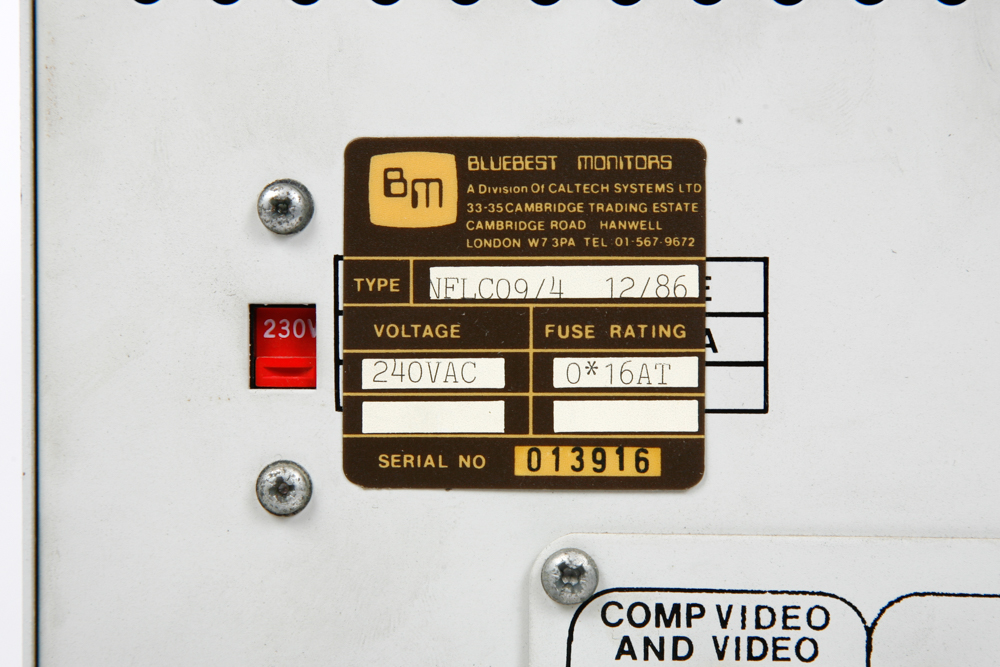 BM
BLUEBEST MONITORS
A Division Of CALTECH SYSTEMS LTD
33-35 CAMBRIDGE TRADING ESTATE
CAMBRIDGE ROAD HANWELL
LONDON W7 3PA TEL 01-567-9672
TYPE NFLC09/4 12/86 E
230V
VOLTAGE FUSE RATING A
240VAC 0*16AT
SERIAL NO 013916
COMP VIDEO
AND VIDEO